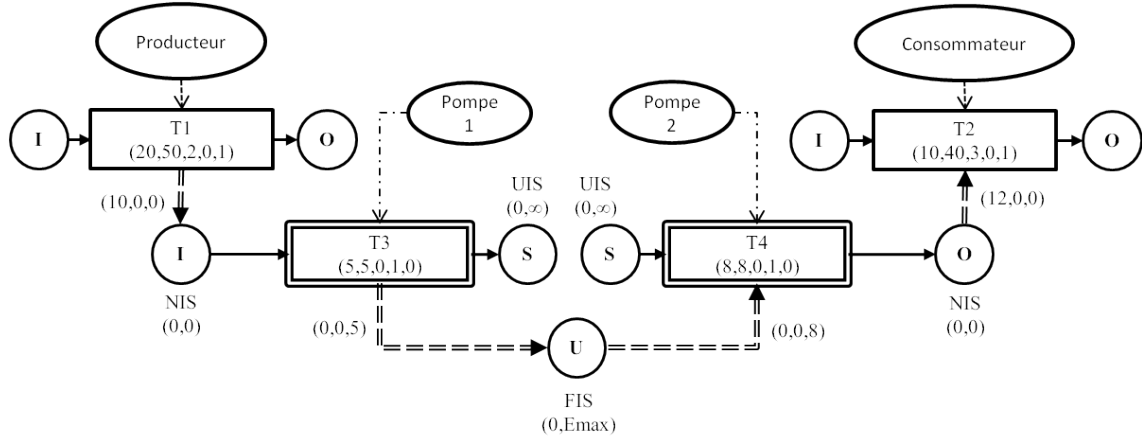 Producteur
Consommateur
Pompe
1
Pompe
2
I
T1
(20,50,2,0,1)
O
I
T2
(10,40,3,0,1)
O
(10,0,0)
(12,0,0)
UIS
(0,∞)
UIS
(0,∞)
I
T3
(5,5,0,1,0)
S
S
T4
(8,8,0,1,0)
O
NIS
(0,0)
NIS
(0,0)
(0,0,5)
(0,0,8)
U
FIS
(0,Emax)